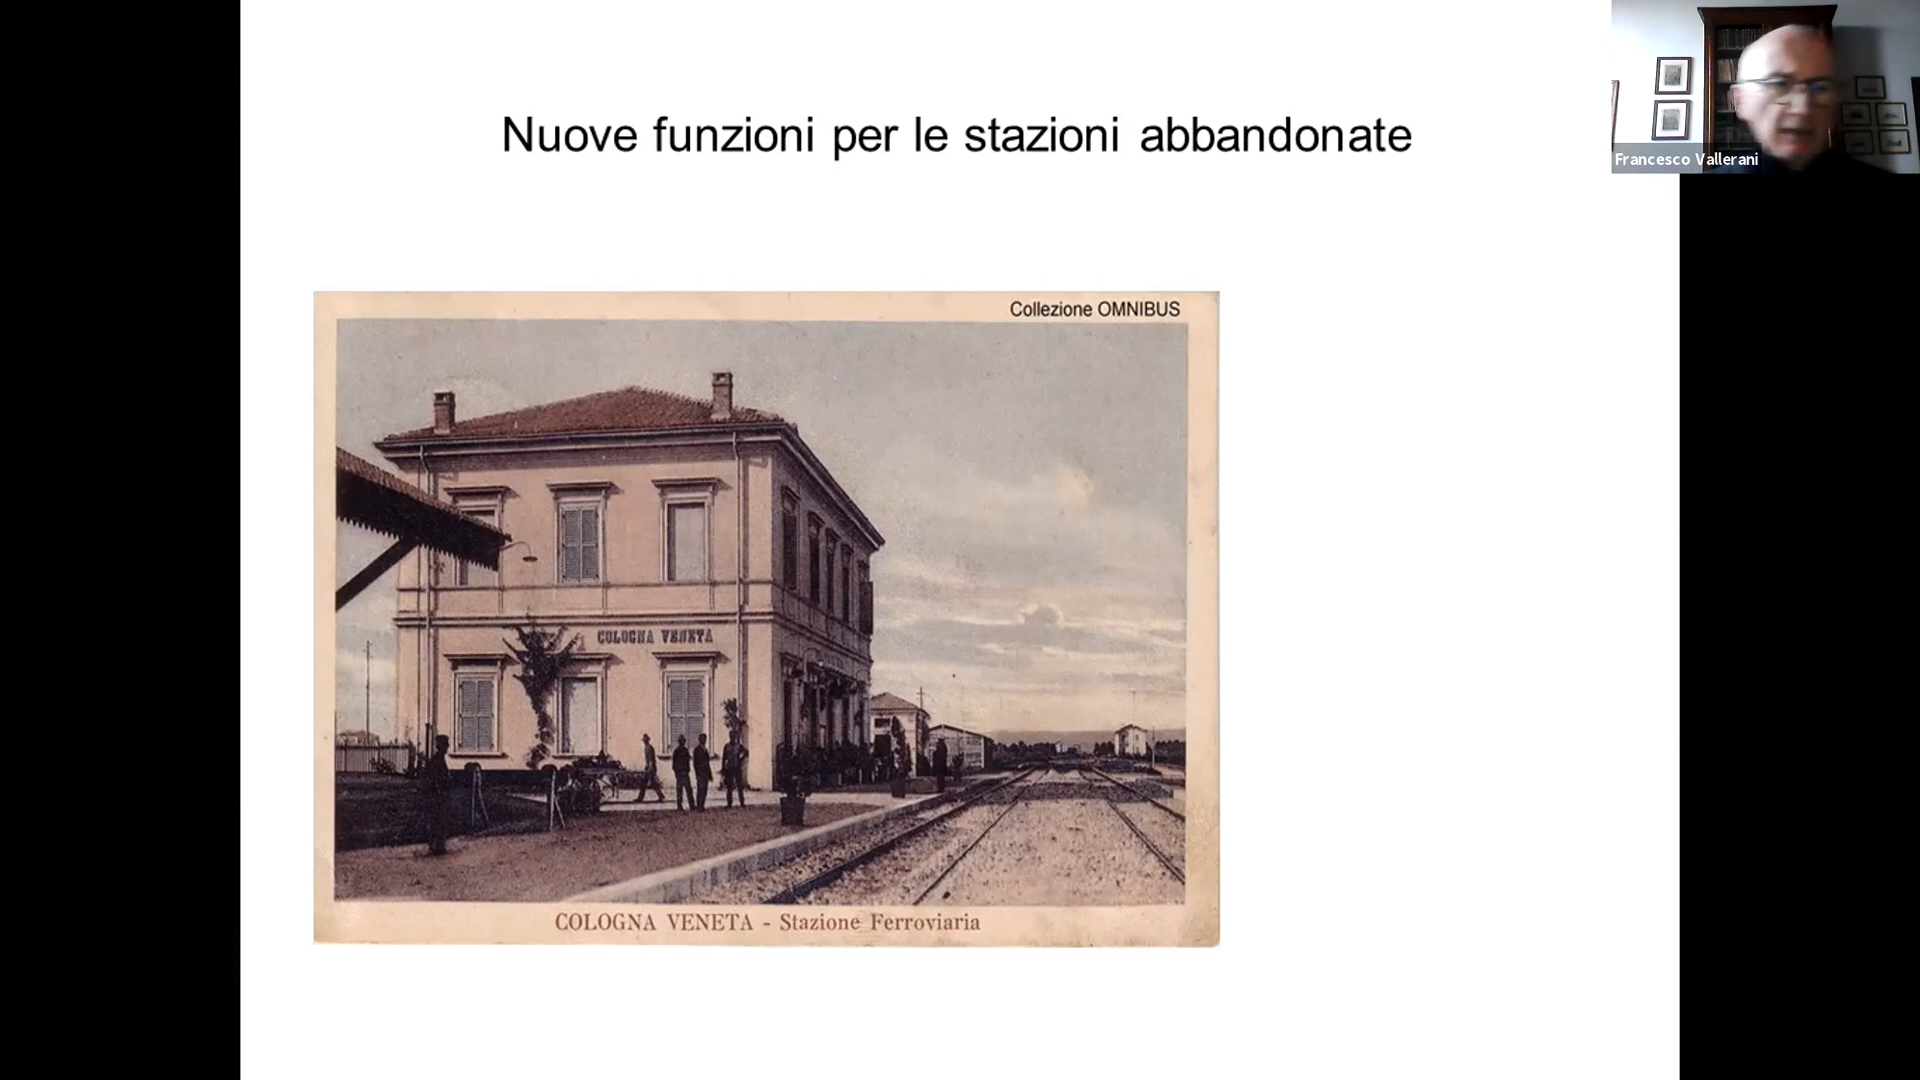 Nuove funzioni per le stazioni abbandonate
Francesco Vallerani
Collezione OMNIBUS
COLOGNA VENETA
COLOGNA VENETA - Stazione Ferroviaria